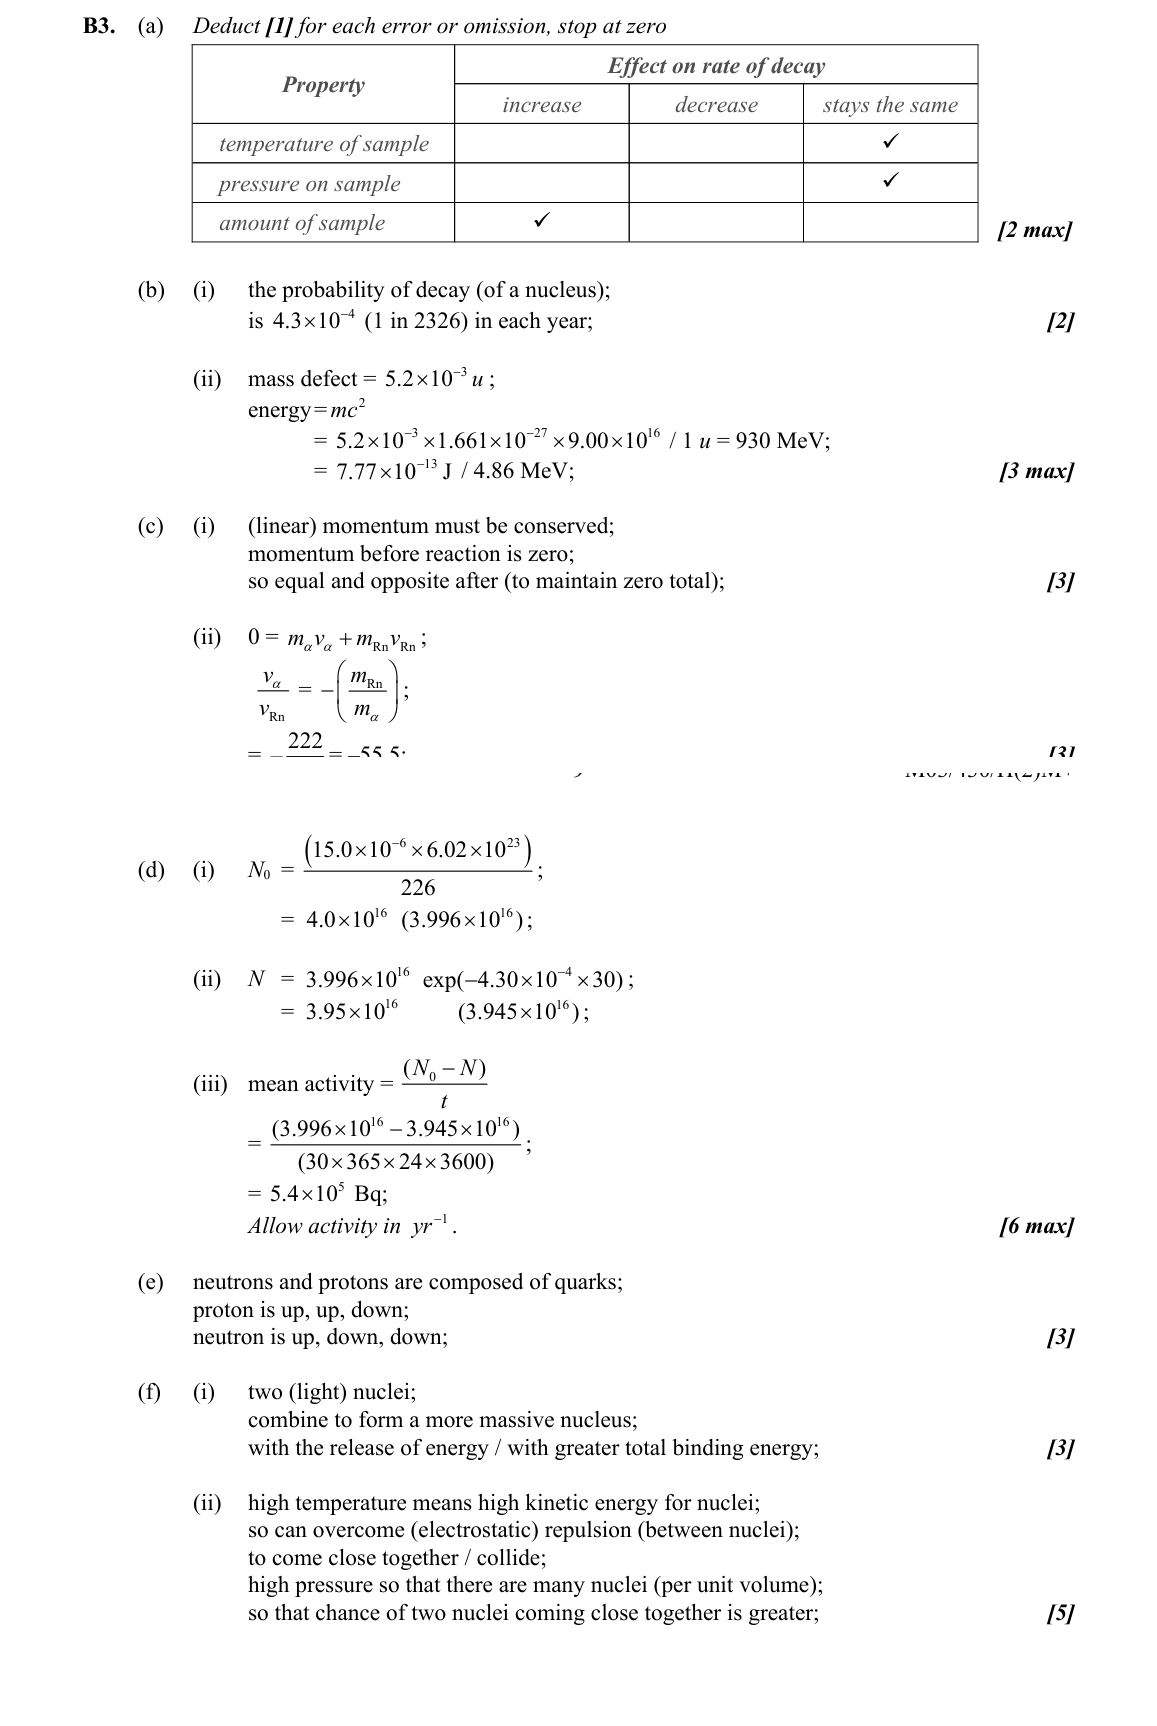 B3. (a) Deduct [1] for each error or omission, stop at zero
Property Effect on rate of decay
increase decrease stays the same
temperature of sample ✓
pressure on sample ✓
amount of sample ✓ [2 max]
(b) (i) the probability of decay (of a nucleus);
is 4.3×10⁻⁴ (1 in 2326) in each year; [2]
(ii) mass defect = 5.2×10⁻³ u ;
energy = mc²
= 5.2×10⁻³ ×1.661×10⁻²⁷ ×9.00×10¹⁶ / 1 u = 930 MeV;
= 7.77×10⁻¹³ J / 4.86 MeV; [3 max]
(c) (i) (linear) momentum must be conserved;
momentum before reaction is zero;
so equal and opposite after (to maintain zero total); [3]
(ii) 0 = m_α v_α + m_Rn v_Rn ;
v_α / v_Rn = −(m_Rn / m_α) ;
= − 222 = −55.5; [3]
(d) (i) N₀ = (15.0×10⁻⁶ ×6.02×10²³) / 226 ;
= 4.0×10¹⁶ (3.996×10¹⁶);
(ii) N = 3.996×10¹⁶ exp(−4.30×10⁻⁴ ×30) ;
= 3.95×10¹⁶ (3.945×10¹⁶);
(iii) mean activity = (N₀ − N) / t
= (3.996×10¹⁶ − 3.945×10¹⁶) / (30×365×24×3600) ;
= 5.4×10⁵ Bq;
Allow activity in yr⁻¹ . [6 max]
(e) neutrons and protons are composed of quarks;
proton is up, up, down;
neutron is up, down, down; [3]
(f) (i) two (light) nuclei;
combine to form a more massive nucleus;
with the release of energy / with greater total binding energy; [3]
(ii) high temperature means high kinetic energy for nuclei;
so can overcome (electrostatic) repulsion (between nuclei);
to come close together / collide;
high pressure so that there are many nuclei (per unit volume);
so that chance of two nuclei coming close together is greater; [5]